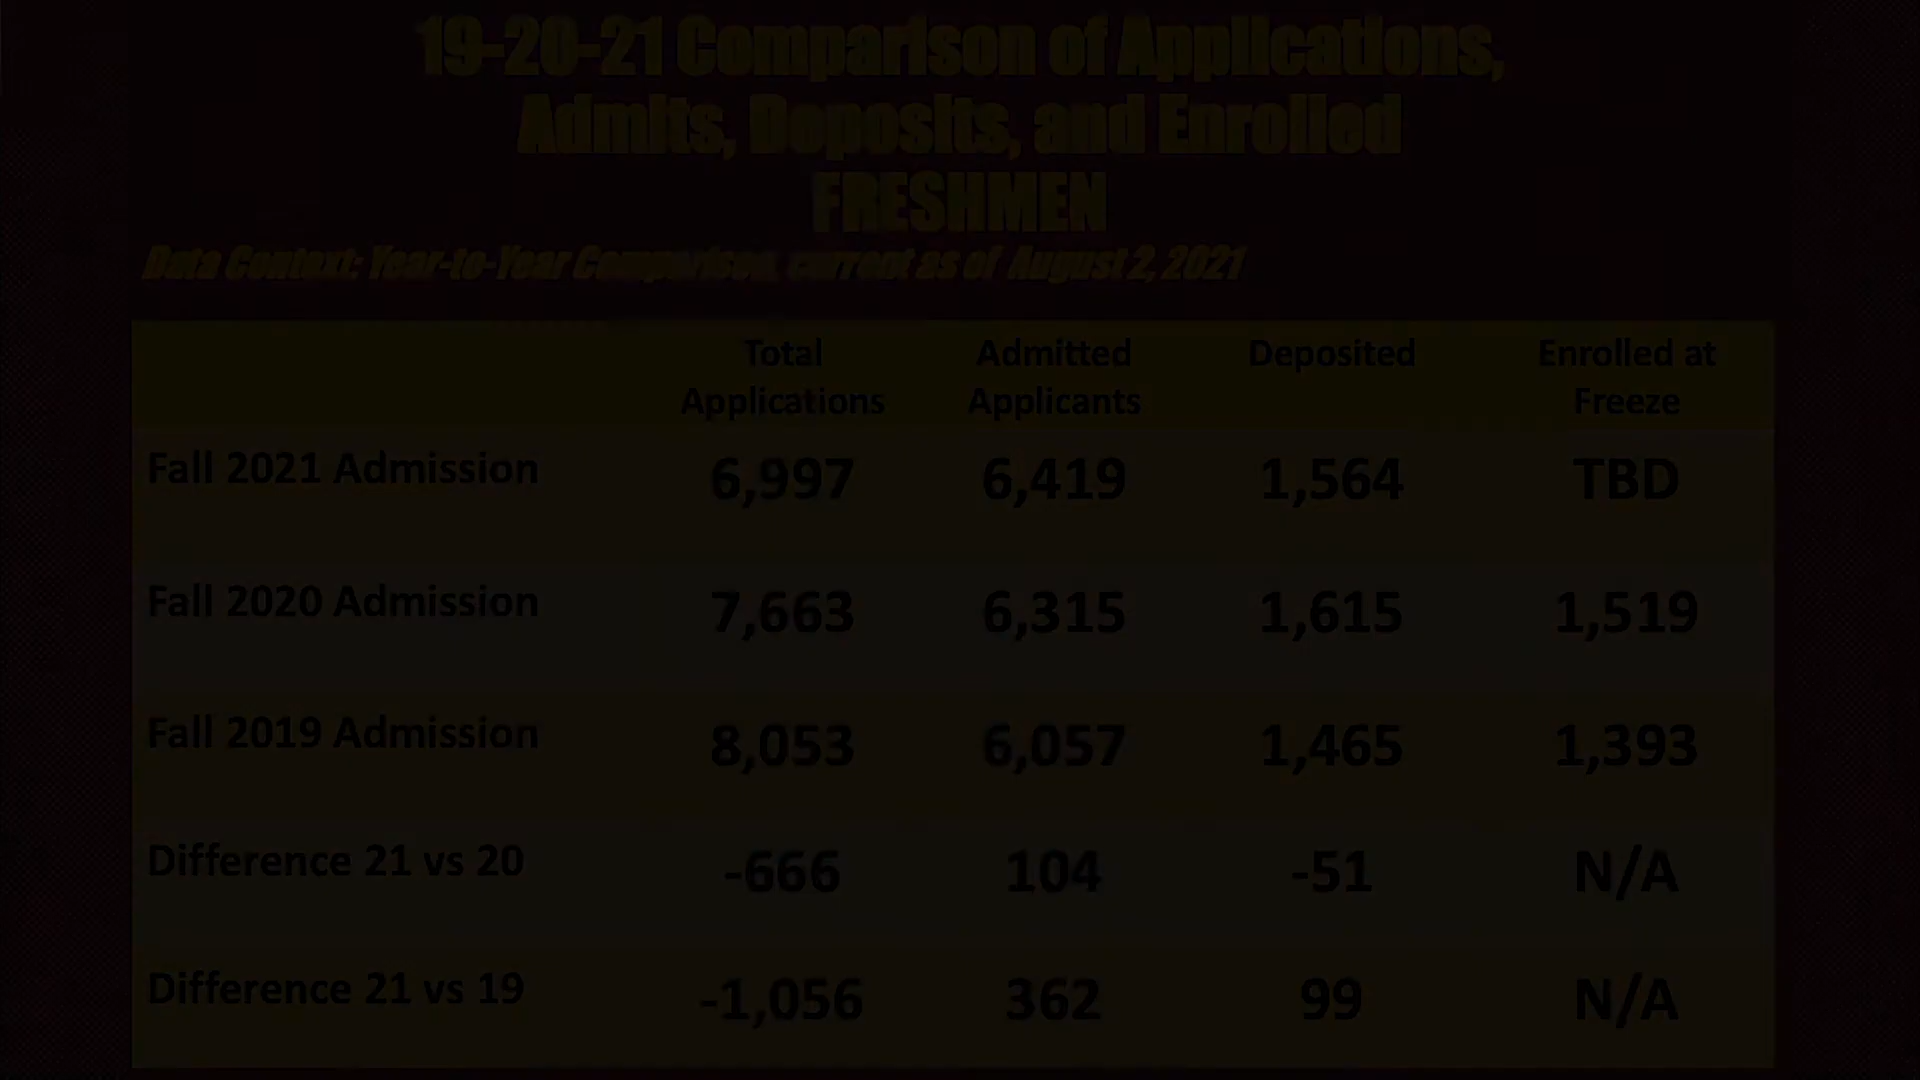 19-20-21 Comparison of Applications,
Admits, Deposits, and Enrolled
FRESHMEN
Data Context: Year-to-Year Comparison, current as of August 2, 2021
Total Applications Admitted Applicants Deposited Enrolled at Freeze
Fall 2021 Admission 6,997 6,419 1,564 TBD
Fall 2020 Admission 7,663 6,315 1,615 1,519
Fall 2019 Admission 8,053 6,057 1,465 1,393
Difference 21 vs 20 -666 104 -51 N/A
Difference 21 vs 19 -1,056 362 99 N/A